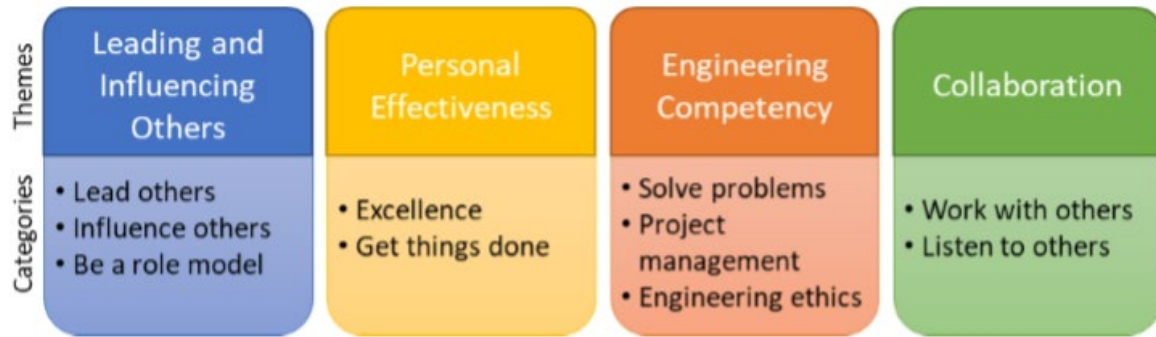 Themes
Leading and
Influencing
Others
Personal
Effectiveness
Engineering
Competency
Collaboration
Categories
• Lead others
• Influence others
• Be a role model
• Excellence
• Get things done
• Solve problems
• Project
management
• Engineering ethics
• Work with others
• Listen to others